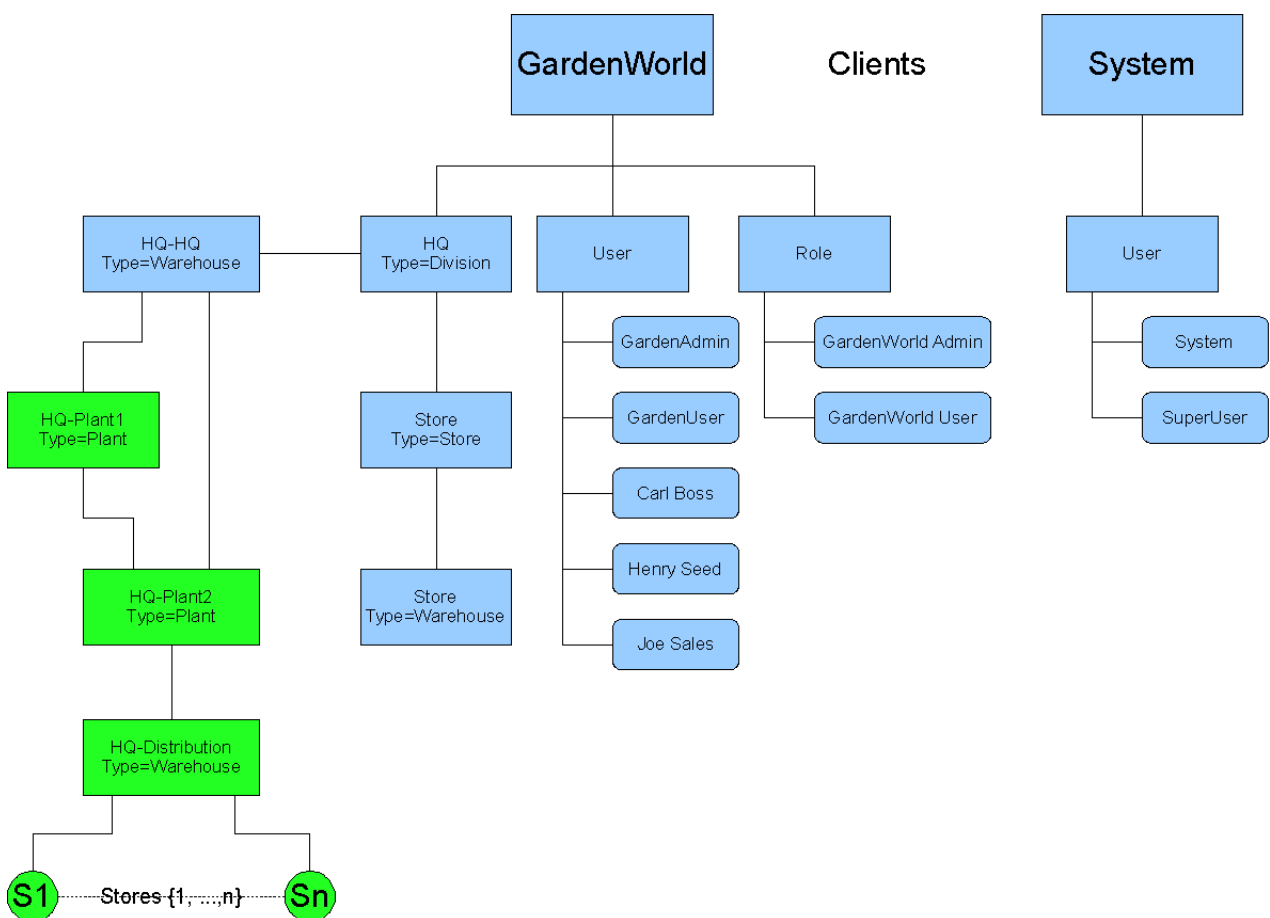 GardenWorld
Clients
System
HQ-HQ
Type=Warehouse
HQ
Type=Division
User
Role
User
GardenAdmin
GardenWorld Admin
System
HQ-Plant1
Type=Plant
Store
Type=Store
GardenUser
GardenWorld User
SuperUser
Carl Boss
HQ-Plant2
Type=Plant
Store
Type=Warehouse
Henry Seed
Joe Sales
HQ-Distribution
Type=Warehouse
S1
Stores {1, ...,n}
Sn